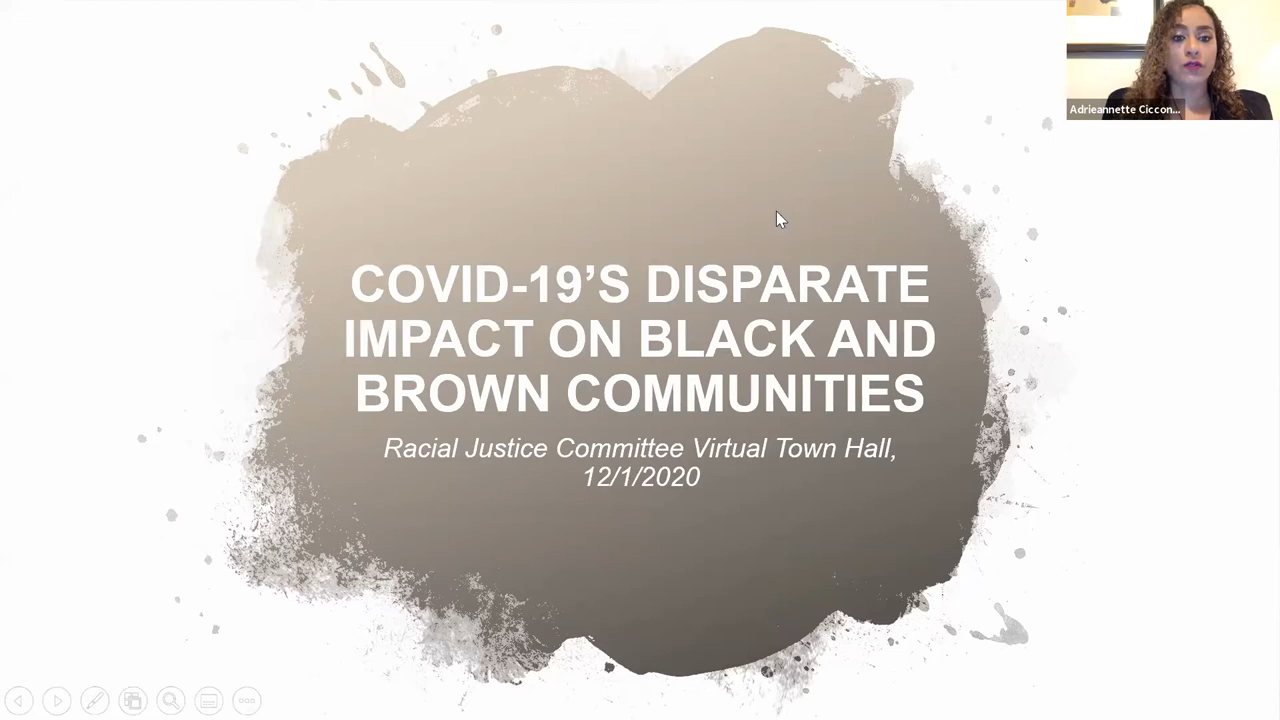 Adrieannette Ciccon...
COVID-19’S DISPARATE
IMPACT ON BLACK AND
BROWN COMMUNITIES
Racial Justice Committee Virtual Town Hall,
12/1/2020